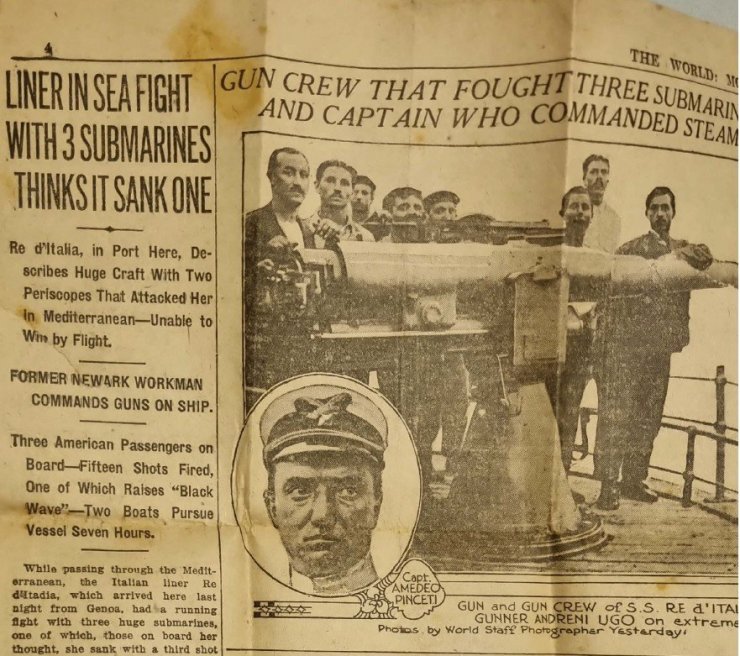 4
THE WORLD:
LINER IN SEA FIGHT
WITH 3 SUBMARINES
THINKS IT SANK ONE
Re d'Italia, in Port Here, De-
scribes Huge Craft With Two
Periscopes That Attacked Her
in Mediterranean—Unable to
Win by Flight.
FORMER NEWARK WORKMAN
COMMANDS GUNS ON SHIP.
Three American Passengers on
Board—Fifteen Shots Fired,
One of Which Raises "Black
Wave"—Two Boats Pursue
Vessel Seven Hours.
While passing through the Medit-
erranean, the Italian liner Re
d'Itadia, which arrived here last
night from Genoa, had a running
fight with three huge submarines,
one of which, those on board her
thought, she sank with a third shot
GUN CREW THAT FOUGHT THREE SUBMARIN
AND CAPTAIN WHO COMMANDED STEAM
Capt.
AMEDEO
PINCETI
GUN and GUN CREW of S.S. RE d'ITAL
GUNNER ANDRENI UGO on extreme
Photos by World Staff Photographer Yesterday.